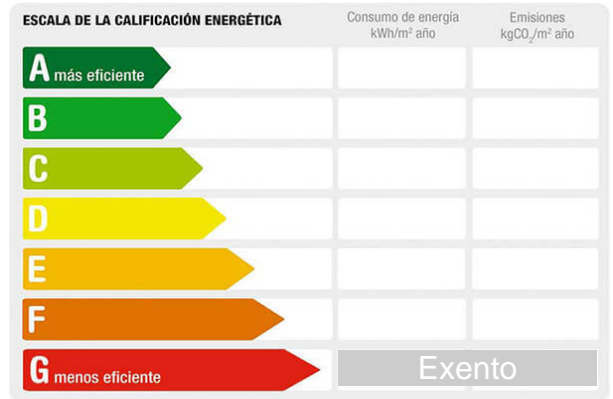 ESCALA DE LA CALIFICACIÓN ENERGÉTICA
Consumo de energía
kWh/m² año
Emisiones
kgCO₂/m² año
A más eficiente
B
C
D
E
F
G menos eficiente
Exento